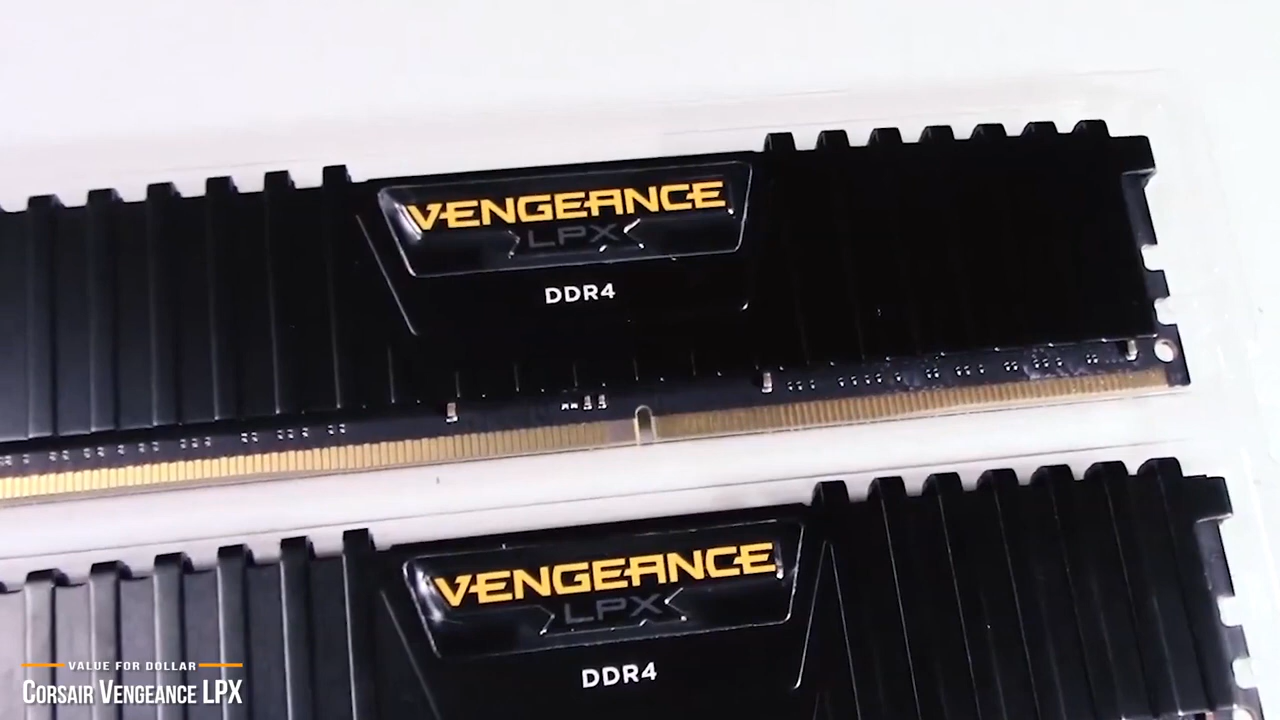 VENGEANCE
LPX
DDR4
VENGEANCE
LPX
DDR4
VALUE FOR DOLLAR
CORSAIR VENGEANCE LPX